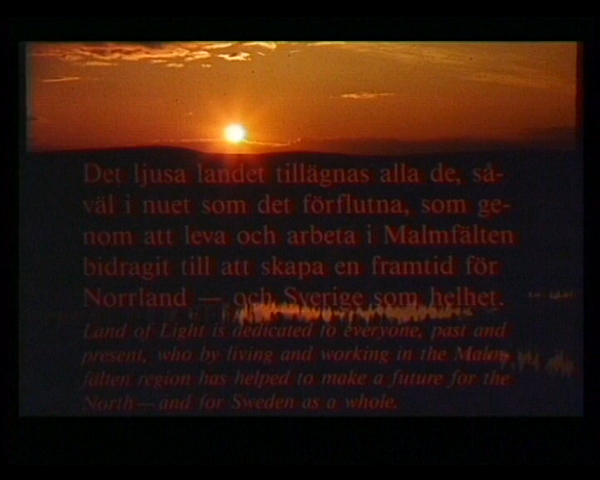 Det ljusa landet tillägnas alla de, så-
väl i nuet som det förflutna, som ge-
nom att leva och arbeta i Malmfälten
bidragit till att skapa en framtid för
Norrland — och Sverige som helhet.
Land of Light is dedicated to everyone, past and
present, who by living and working in the Malm-
fälten region has helped to make a future for the
North — and for Sweden as a whole.